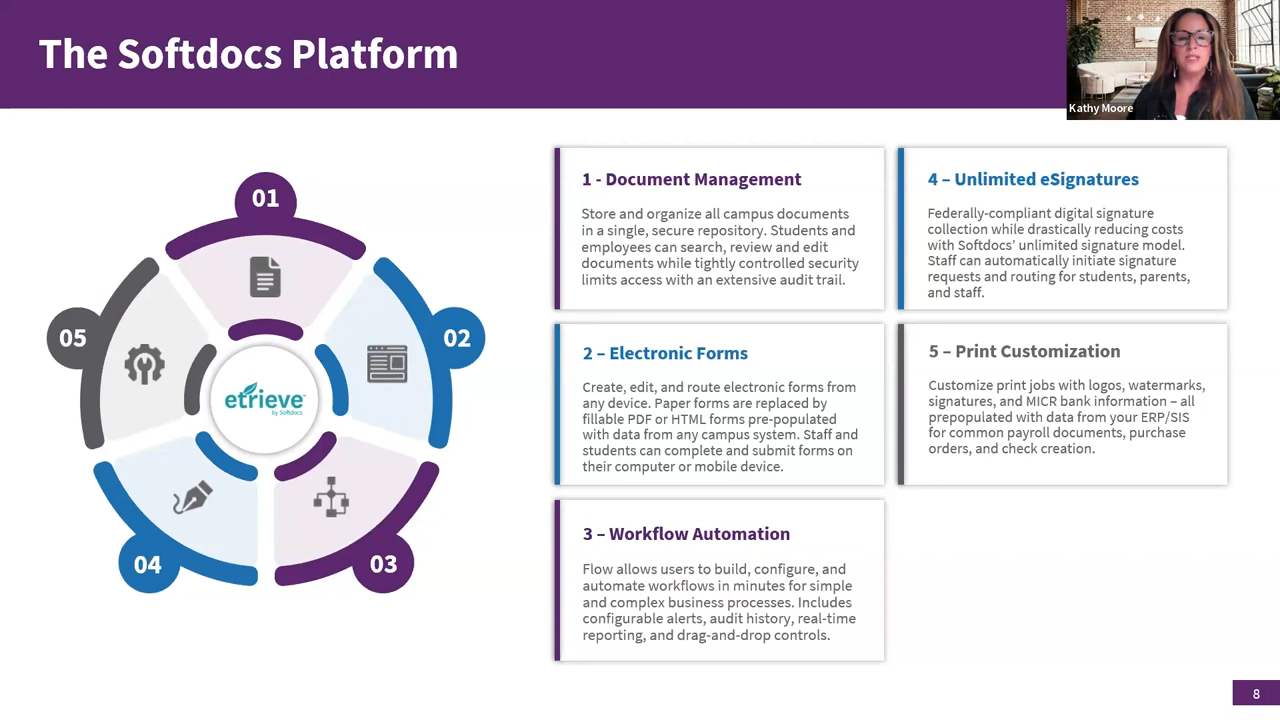 The Softdocs Platform
Kathy Moore
01
02
03
04
05
etrieve
by Softdocs
1 - Document Management
Store and organize all campus documents
in a single, secure repository. Students and
employees can search, review and edit
documents while tightly controlled security
limits access with an extensive audit trail.
2 – Electronic Forms
Create, edit, and route electronic forms from
any device. Paper forms are replaced by
fillable PDF or HTML forms pre-populated
with data from any campus system. Staff and
students can complete and submit forms on
their computer or mobile device.
3 – Workflow Automation
Flow allows users to build, configure, and
automate workflows in minutes for simple
and complex business processes. Includes
configurable alerts, audit history, real-time
reporting, and drag-and-drop controls.
4 – Unlimited eSignatures
Federally-compliant digital signature
collection while drastically reducing costs
with Softdocs’ unlimited signature model.
Staff can automatically initiate signature
requests and routing for students, parents,
and staff.
5 – Print Customization
Customize print jobs with logos, watermarks,
signatures, and MICR bank information – all
prepopulated with data from your ERP/SIS
for common payroll documents, purchase
orders, and check creation.
8